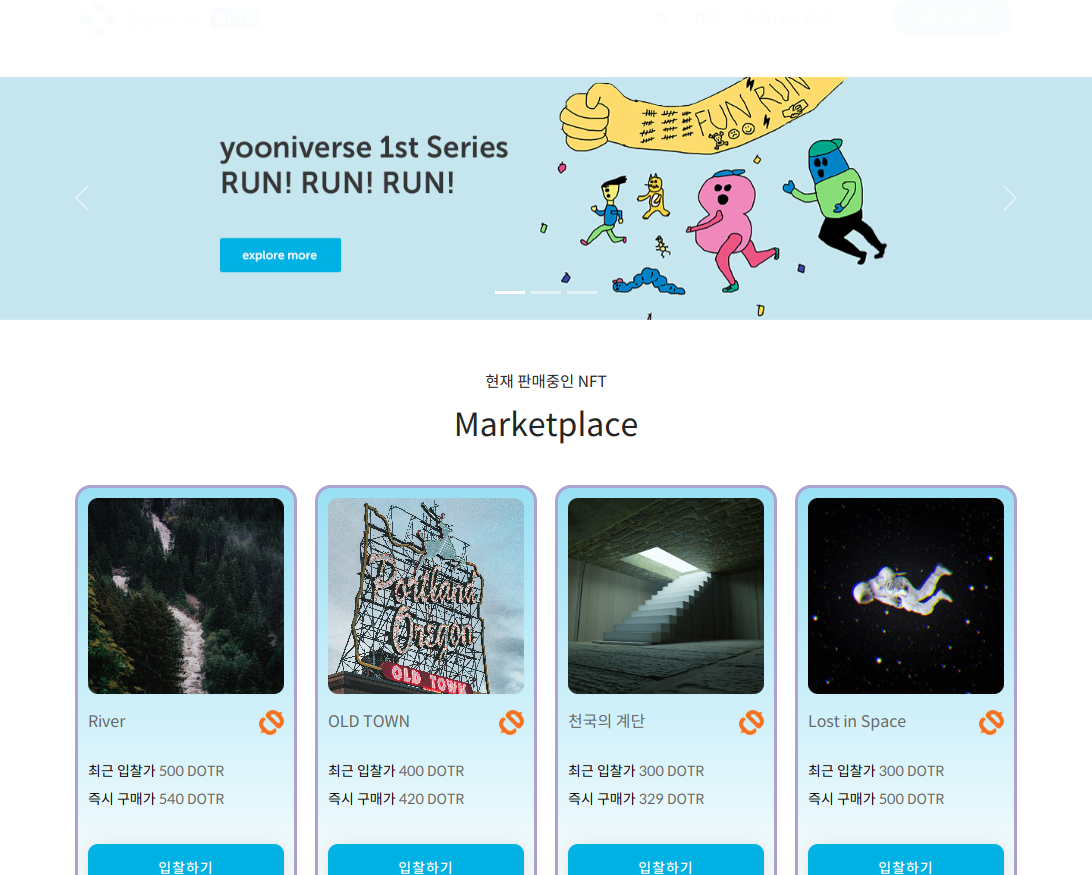 FUN RUN
yooniverse 1st Series
RUN! RUN! RUN!
explore more
현재 판매중인 NFT
Marketplace
Portland
Oregon
OLD TOWN
River
OLD TOWN
천국의 계단
Lost in Space
최근 입찰가 500 DOTR
최근 입찰가 400 DOTR
최근 입찰가 300 DOTR
최근 입찰가 300 DOTR
즉시 구매가 540 DOTR
즉시 구매가 420 DOTR
즉시 구매가 329 DOTR
즉시 구매가 500 DOTR
입찰하기
입찰하기
입찰하기
입찰하기